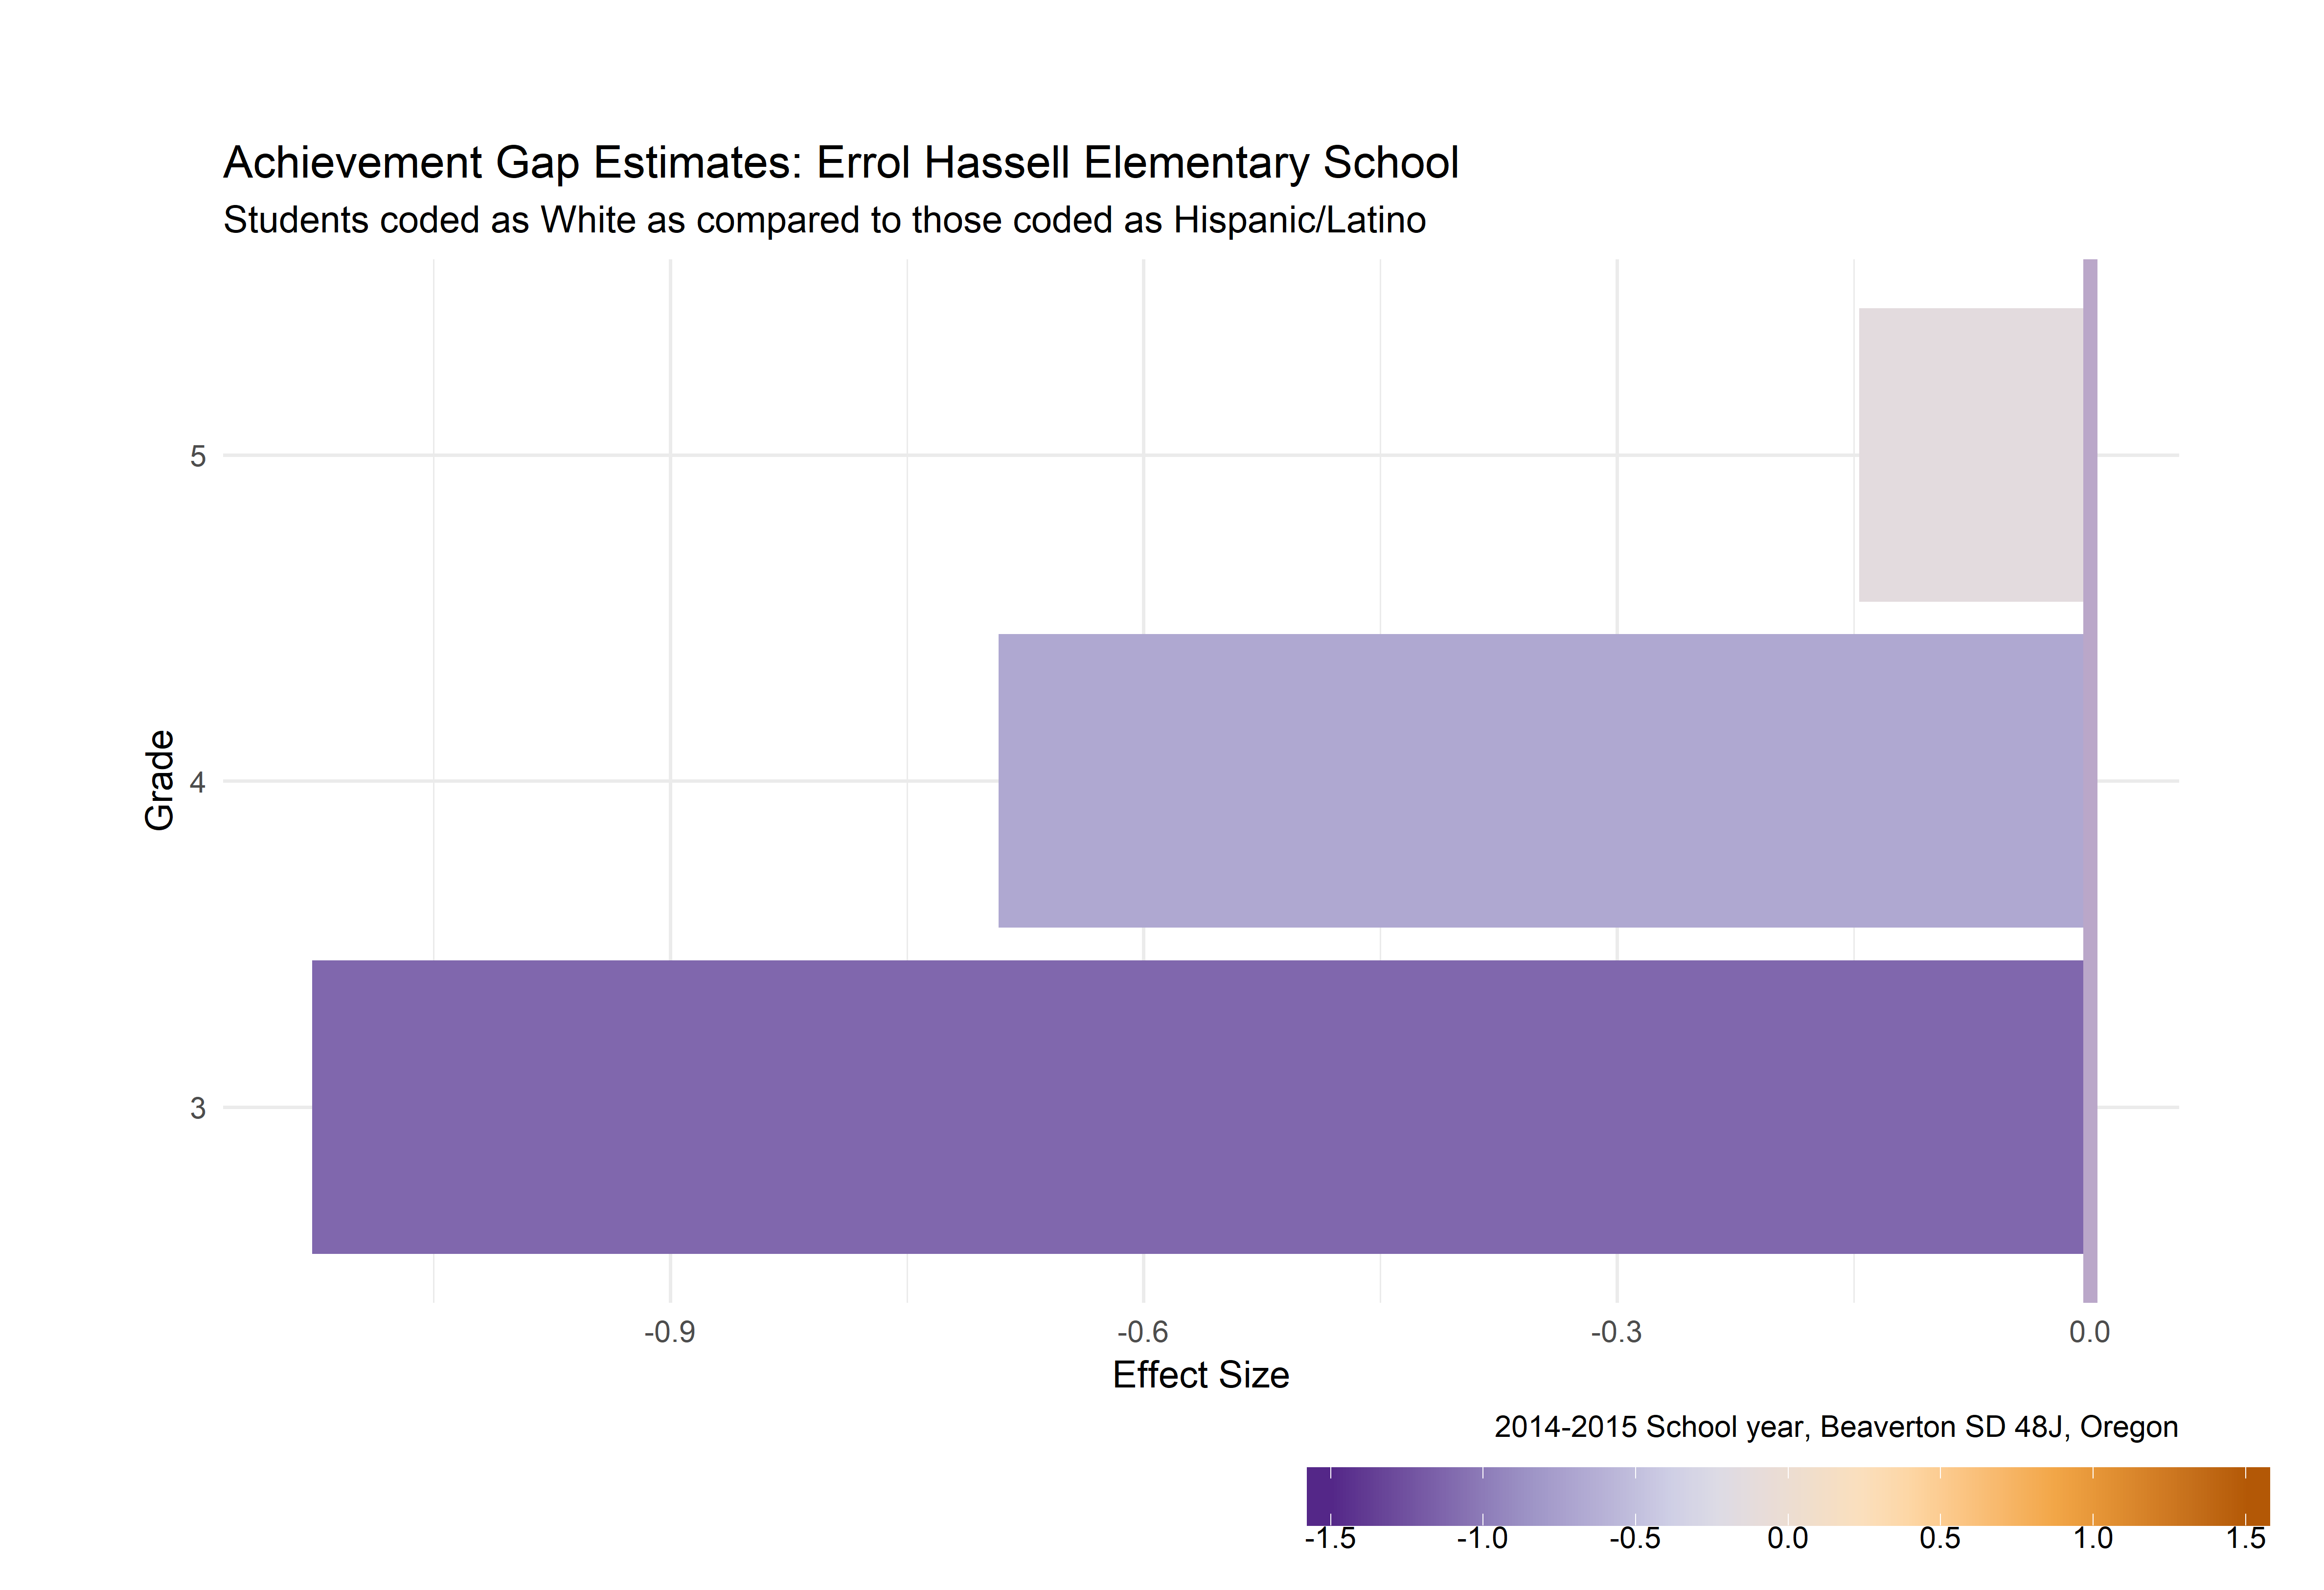 Achievement Gap Estimates: Errol Hassell Elementary School
Students coded as White as compared to those coded as Hispanic/Latino
5
4
3
Grade
-0.9 -0.6 -0.3 0.0
Effect Size
2014-2015 School year, Beaverton SD 48J, Oregon
-1.5 -1.0 -0.5 0.0 0.5 1.0 1.5